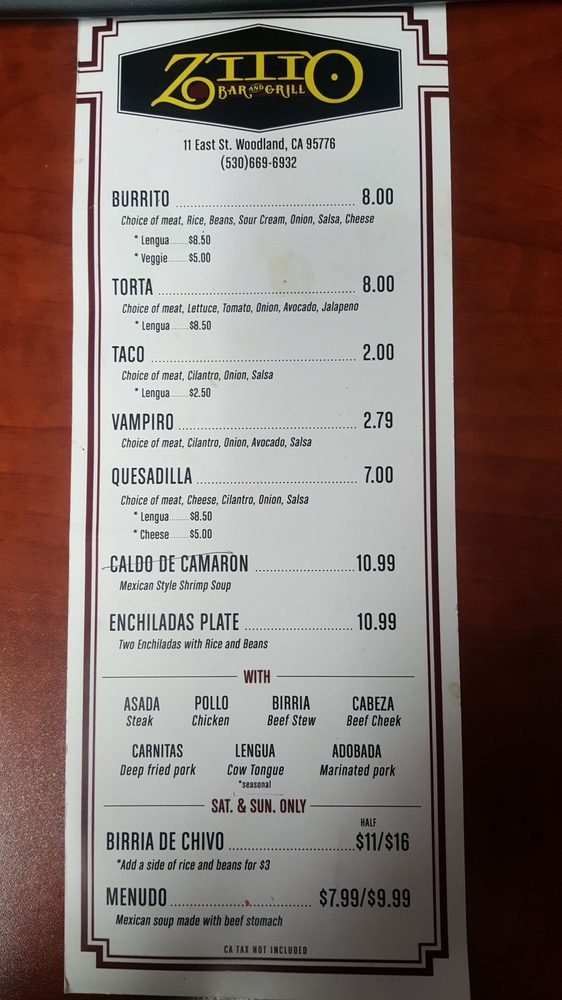 ZITIO
BAR AND GRILL
11 East St. Woodland, CA 95776
(530)669-6932
BURRITO ........................................ 8.00
Choice of meat, Rice, Beans, Sour Cream, Onion, Salsa, Cheese
* Lengua........$8.50
* Veggie........$5.00
TORTA ........................................ 8.00
Choice of meat, Lettuce, Tomato, Onion, Avocado, Jalapeno
* Lengua........$8.50
TACO ........................................ 2.00
Choice of meat, Cilantro, Onion, Salsa
* Lengua........$2.50
VAMPIRO ........................................ 2.79
Choice of meat, Cilantro, Onion, Avocado, Salsa
QUESADILLA ........................................ 7.00
Choice of meat, Cheese, Cilantro, Onion, Salsa
* Lengua........$8.50
* Cheese........$5.00
CALDO DE CAMARON ........................10.99
Mexican Style Shrimp Soup
ENCHILADAS PLATE ........................ 10.99
Two Enchiladas with Rice and Beans
WITH
ASADA POLLO BIRRIA CABEZA
Steak Chicken Beef Stew Beef Cheek
CARNITAS LENGUA ADOBADA
Deep fried pork Cow Tongue Marinated pork
*seasonal
SAT. & SUN. ONLY
HALF
BIRRIA DE CHIVO ........................$11/$16
*Add a side of rice and beans for $3
MENUDO ........................ $7.99/$9.99
Mexican soup made with beef stomach
CA TAX NOT INCLUDED